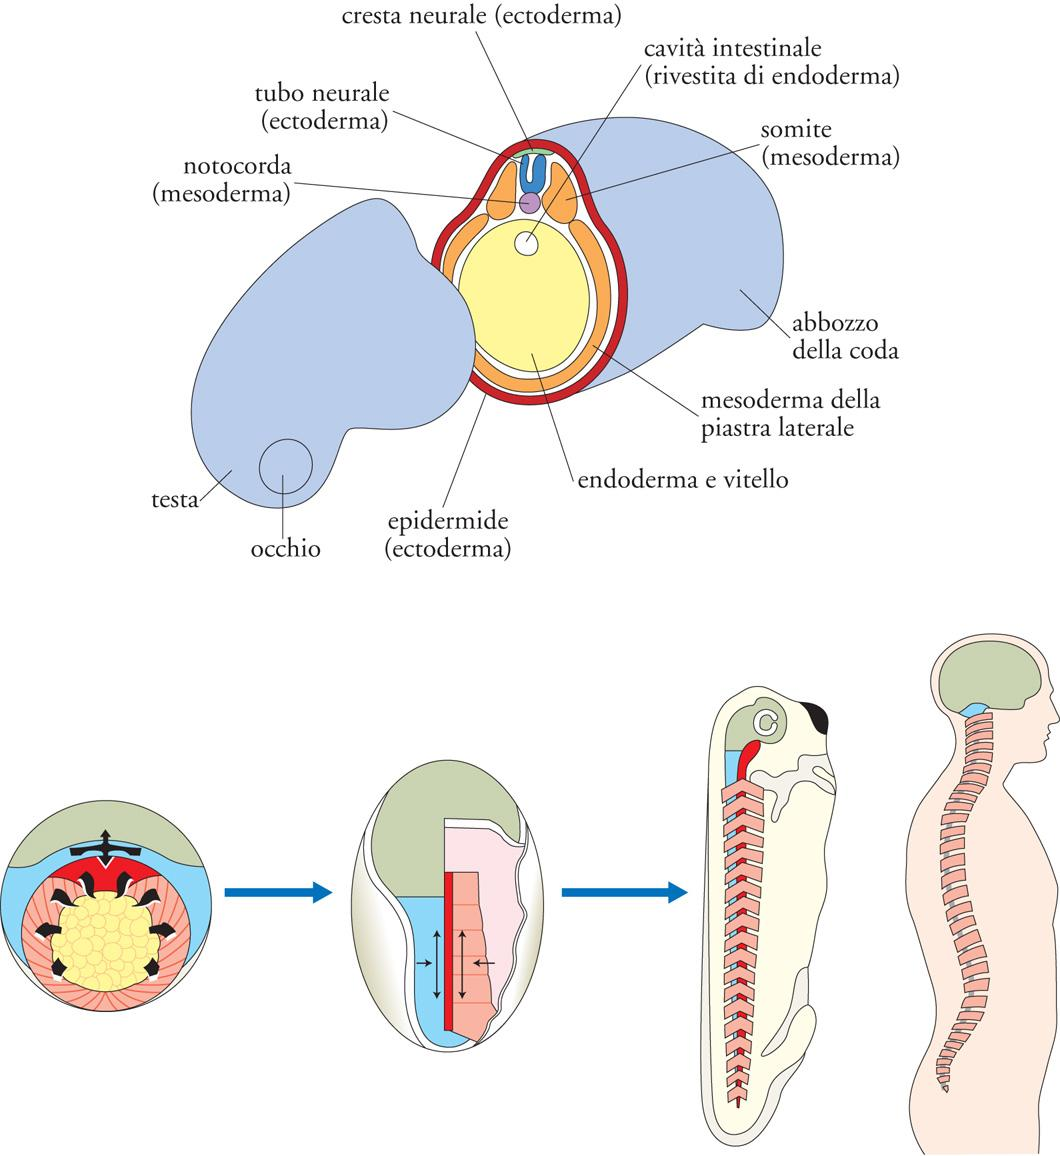 cresta neurale (ectoderma)
cavità intestinale
(rivestita di endoderma)
tubo neurale
(ectoderma)
somite
(mesoderma)
notocorda
(mesoderma)
abbozzo
della coda
mesoderma della
piastra laterale
endoderma e vitello
testa
epidermide
(ectoderma)
occhio